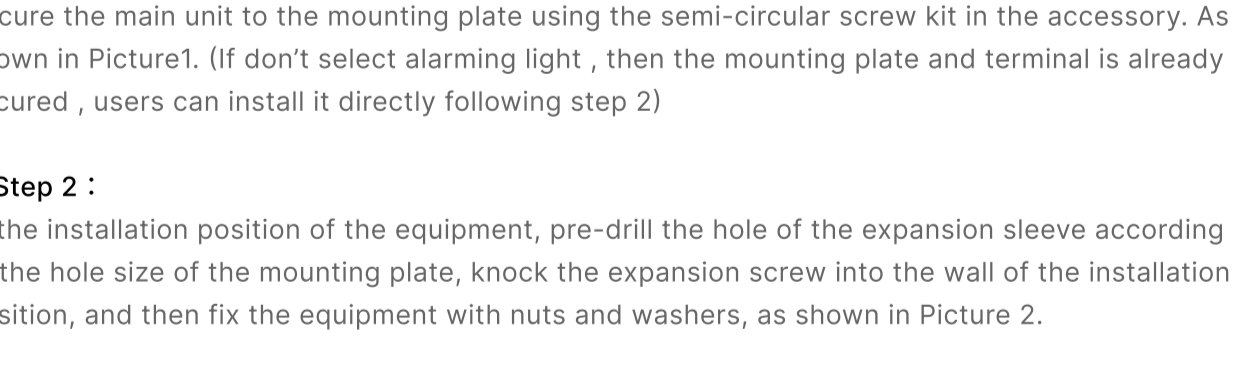 cure the main unit to the mounting plate using the semi-circular screw kit in the accessory. As
own in Picture1. (If don’t select alarming light , then the mounting plate and terminal is already
cured , users can install it directly following step 2)
Step 2：
the installation position of the equipment, pre-drill the hole of the expansion sleeve according
the hole size of the mounting plate, knock the expansion screw into the wall of the installation
sition, and then fix the equipment with nuts and washers, as shown in Picture 2.